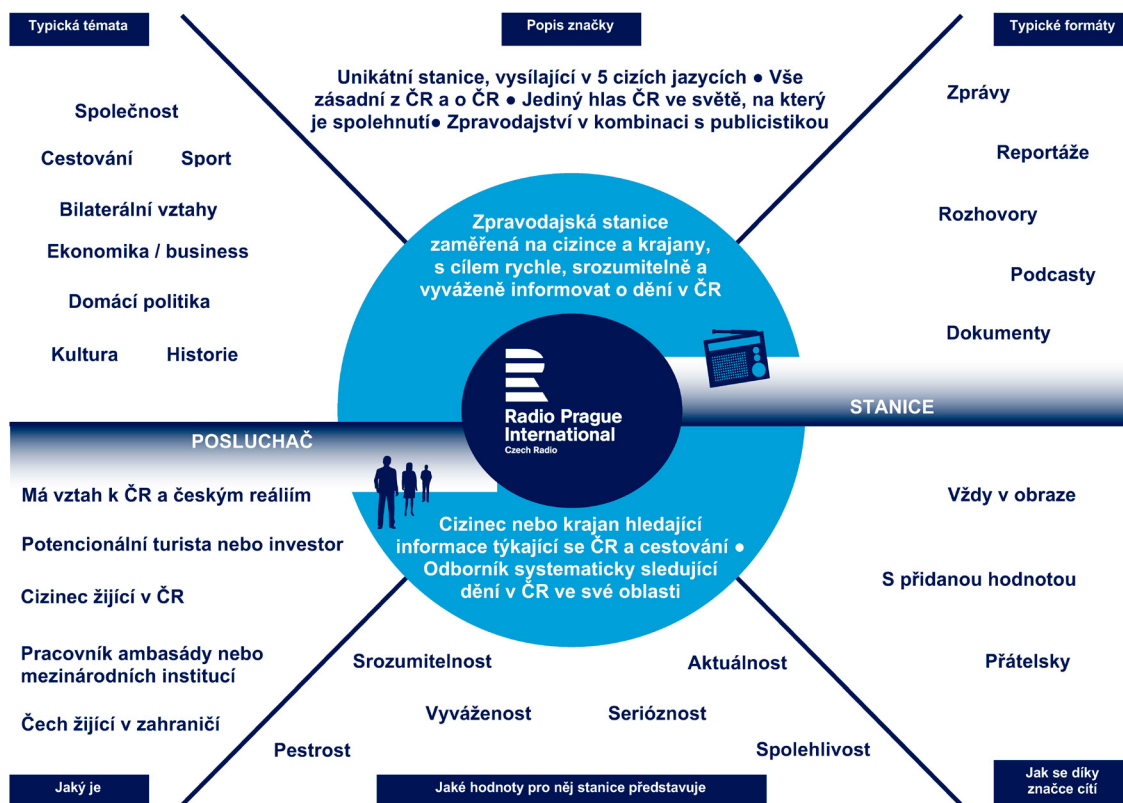 Typická témata
Společnost
Cestování Sport
Bilaterální vztahy
Ekonomika / business
Domácí politika
Kultura Historie
Popis značky
Unikátní stanice, vysílající v 5 cizích jazycích ● Vše
zásadní z ČR a o ČR ● Jediný hlas ČR ve světě, na který
je spolehnutí● Zpravodajství v kombinaci s publicistikou
Typické formáty
Zprávy
Reportáže
Rozhovory
Podcasty
Dokumenty
Zpravodajská stanice
zaměřená na cizince a krajany,
s cílem rychle, srozumitelně a
vyváženě informovat o dění v ČR
Radio Prague
International
Czech Radio
STANICE
POSLUCHAČ
Má vztah k ČR a českým reáliím
Potencionální turista nebo investor
Cizinec žijící v ČR
Pracovník ambasády nebo
mezinárodních institucí
Čech žijící v zahraničí
Jaký je
Cizinec nebo krajan hledající
informace týkající se ČR a cestování ●
Odborník systematicky sledující
dění v ČR ve své oblasti
Srozumitelnost Aktuálnost
Vyváženost Serióznost
Pestrost Spolehlivost
Jaké hodnoty pro něj stanice představuje
Vždy v obraze
S přidanou hodnotou
Přátelsky
Jak se díky
značce cítí